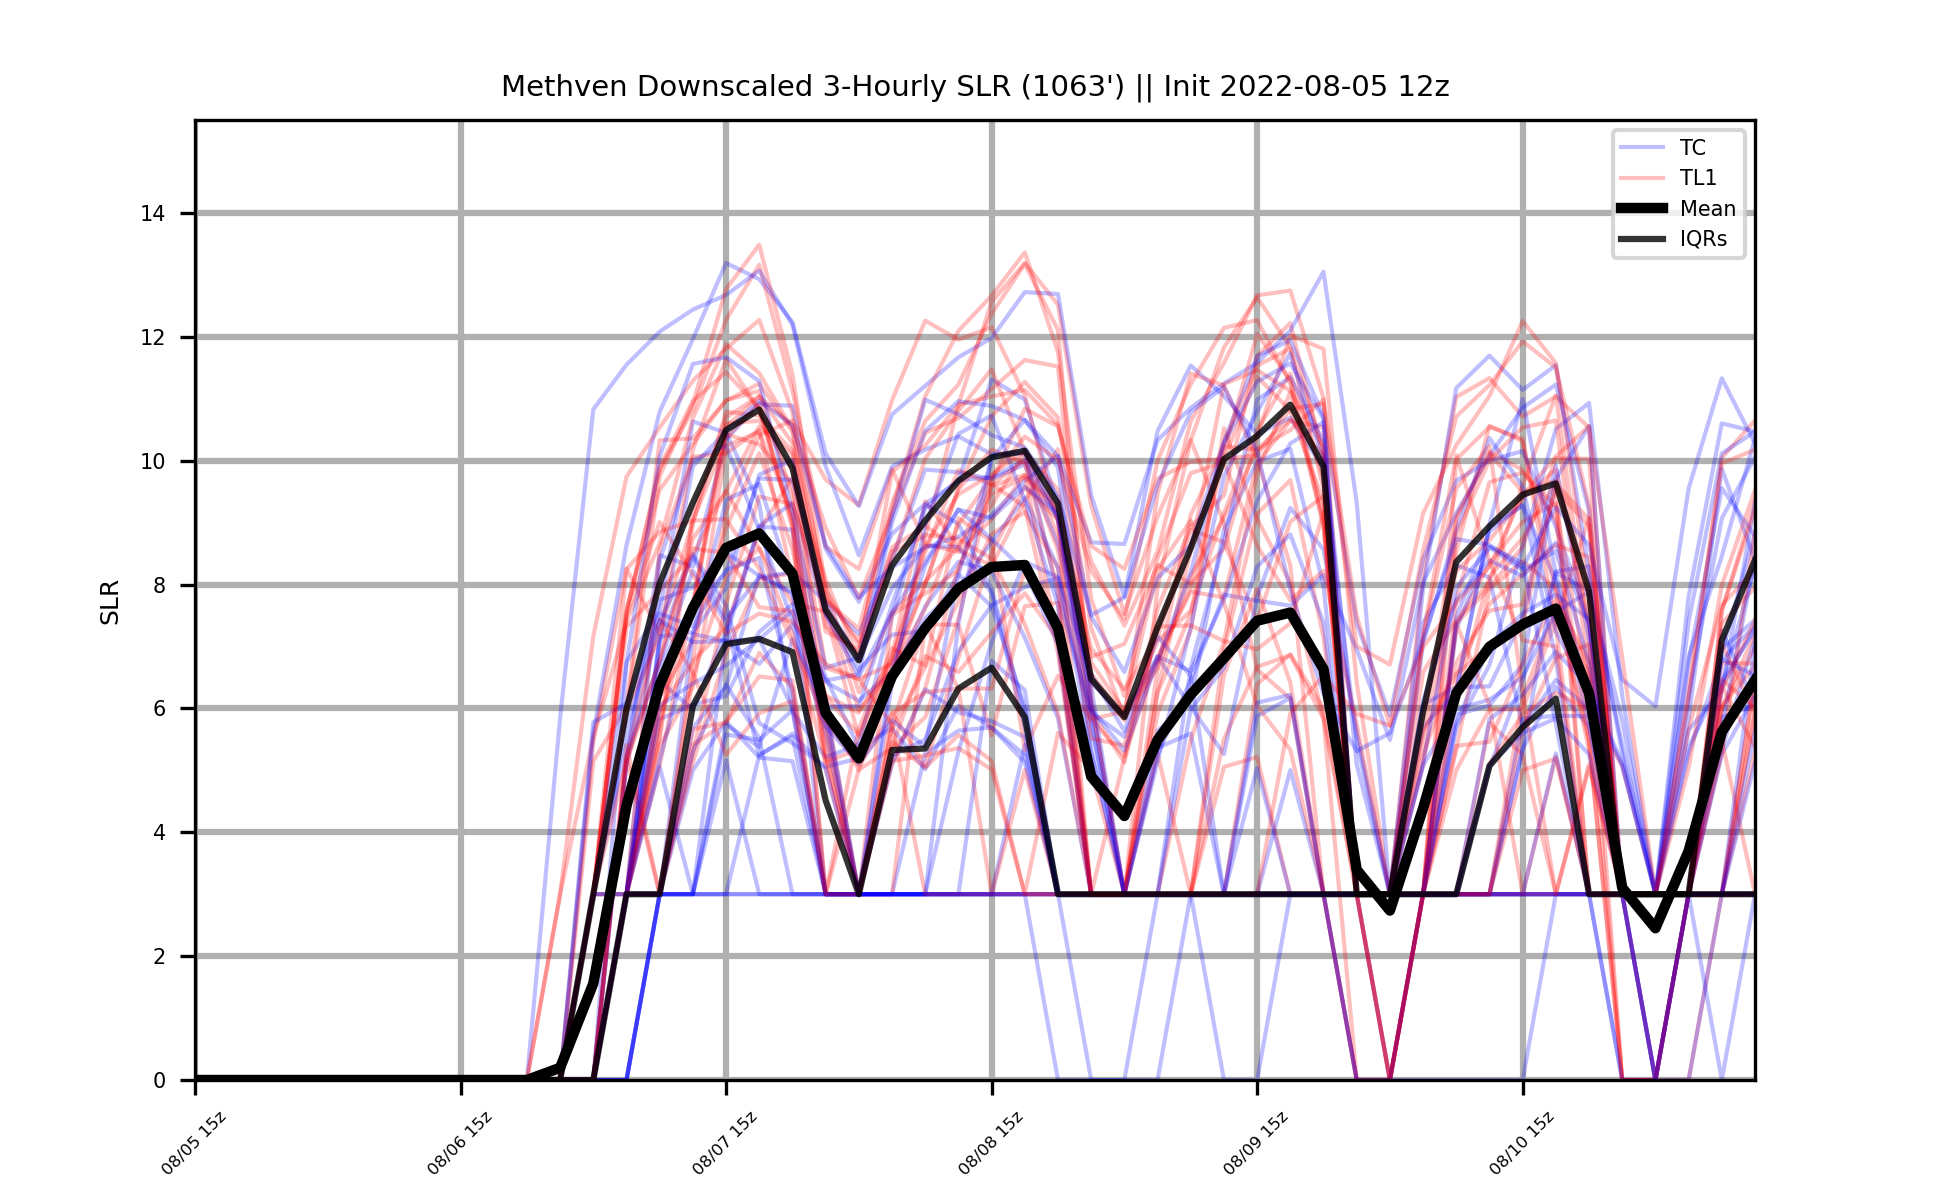 Methven Downscaled 3-Hourly SLR (1063') || Init 2022-08-05 12z
TC
TL1
Mean
IQRs
SLR
14
12
10
8
6
4
2
0
08/05 15z
08/06 15z
08/07 15z
08/08 15z
08/09 15z
08/10 15z